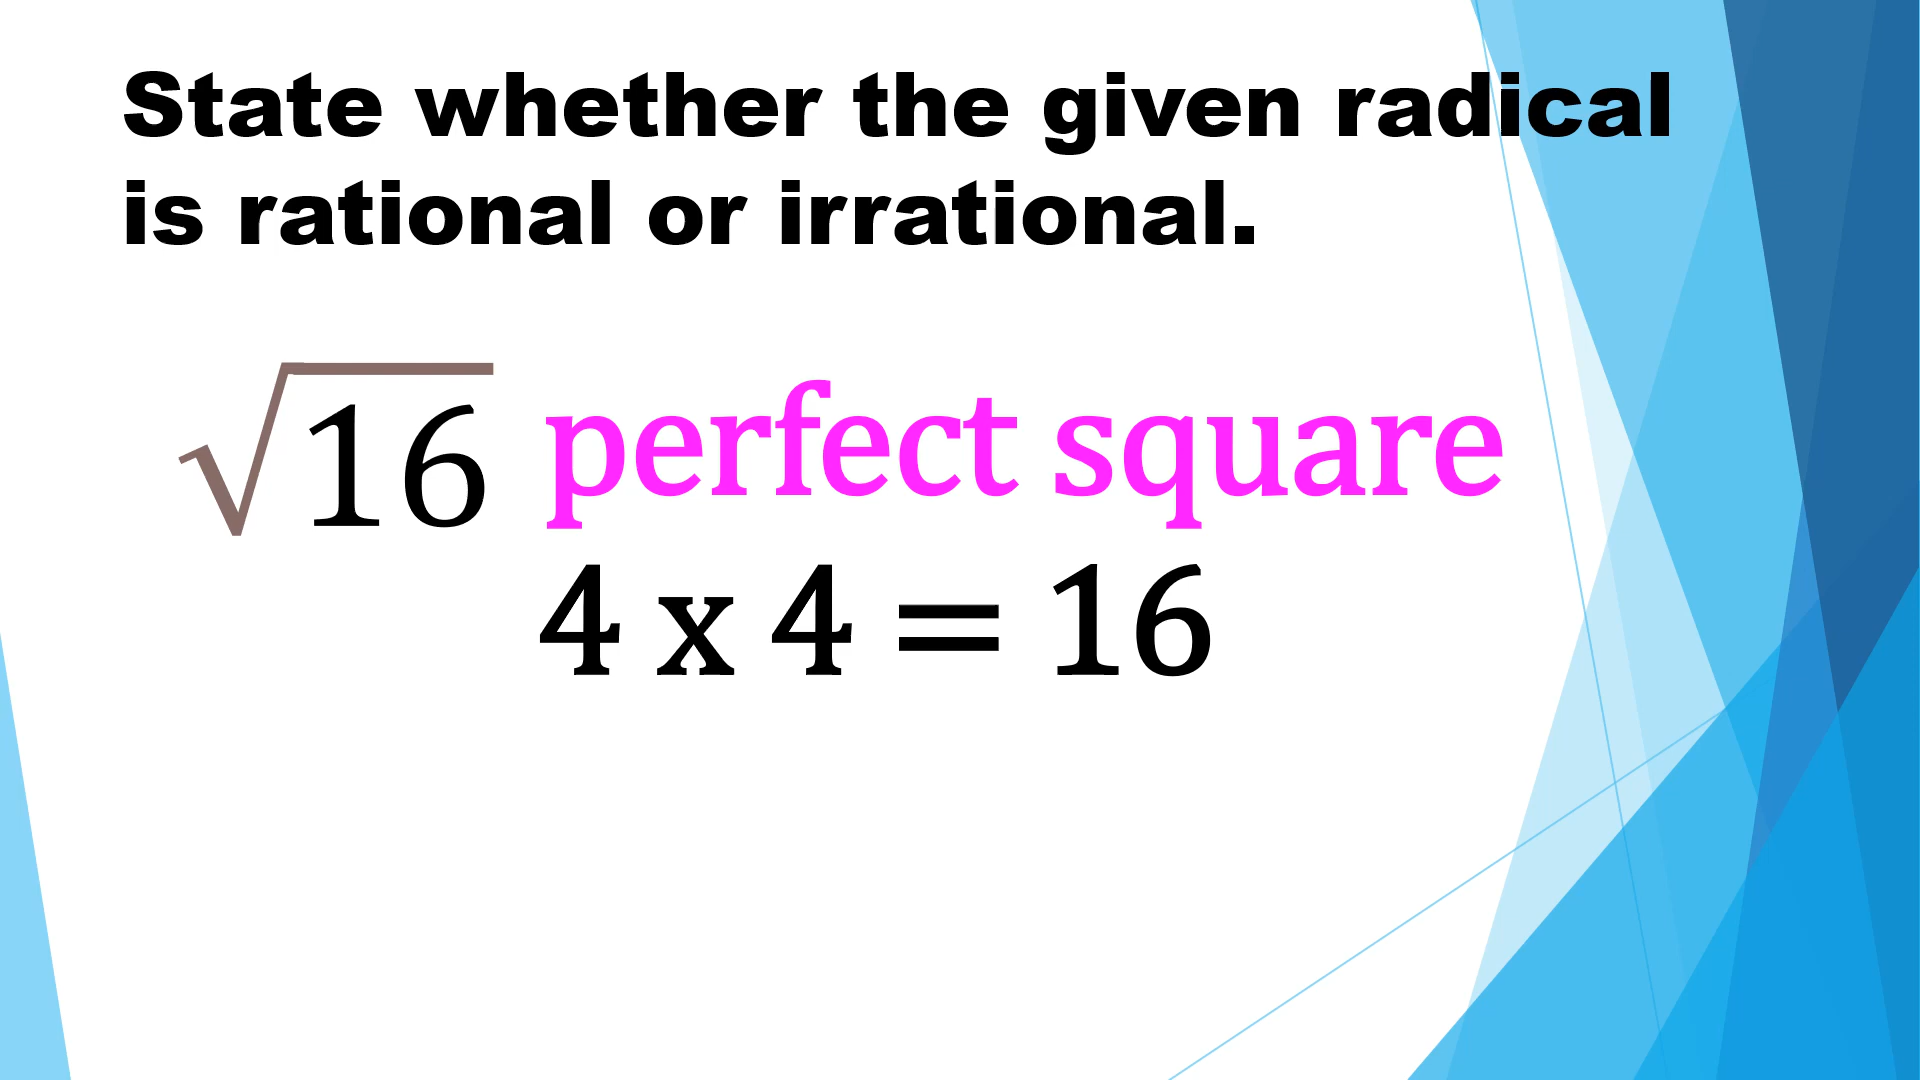 State whether the given radical
is rational or irrational.
√16 perfect square
4 x 4 = 16